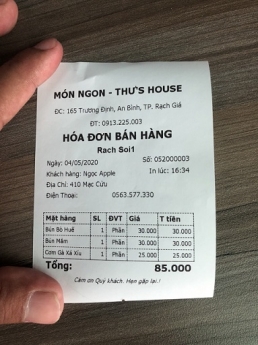 MÓN NGON - THU'S HOUSE
ĐC: 165 Trương Định, An Bình, TP. Rạch Giá
ĐT: 0913.225.003
HÓA ĐƠN BÁN HÀNG
Rach Soi1
Ngày: 04/05/2020 Số: 052000003
Khách hàng: Ngọc Apple In lúc: 16:34
Địa Chỉ: 410 Mạc Cửu
Điện Thoại: 0563.577.330
Mặt hàng SL ĐVT Giá T tiền
Bún Bò Huế 1 Phần 30.000 30.000
Bún Mắm 1 Phần 30.000 30.000
Cơm Gà Xá Xíu 1 Phần 25.000 25.000
Tổng: 85.000
Cảm ơn Quý khách. Hẹn gặp lại.!